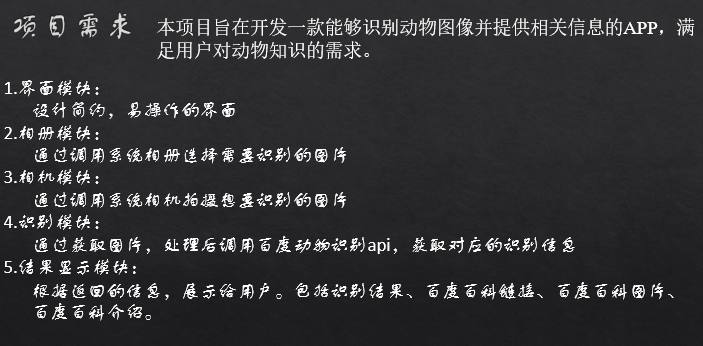 项目需求
本项目旨在开发一款能够识别动物图像并提供相关信息的APP，满
足用户对动物知识的需求。
1.界面模块：
设计简约，易操作的界面
2.相册模块：
通过调用系统相册选择需要识别的图片
3.相机模块：
通过调用系统相机拍摄想要识别的图片
4.识别模块：
通过获取图片，处理后调用百度动物识别api，获取对应的识别信息
5.结果显示模块：
根据返回的信息，展示给用户。包括识别结果、百度百科链接、百度百科图片、
百度百科介绍。